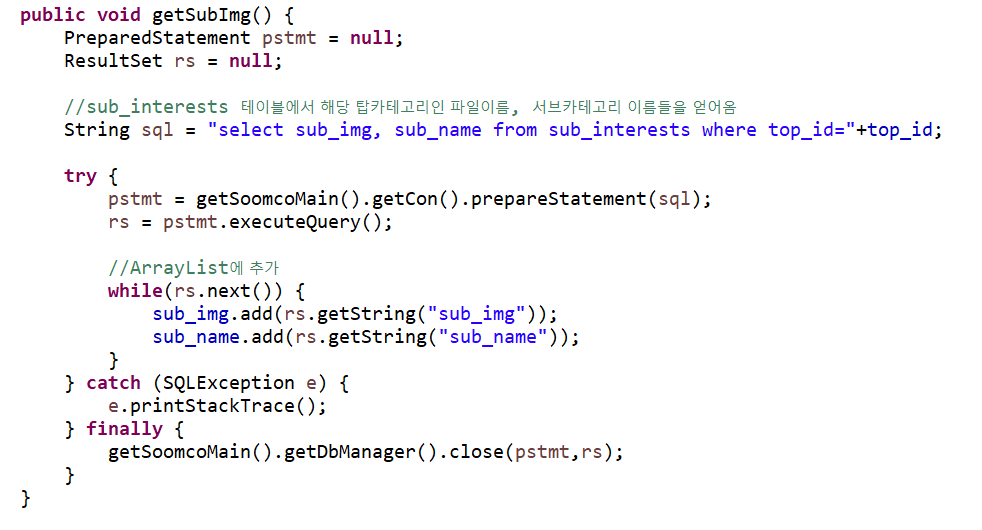 public void getSubImg() {
    PreparedStatement pstmt = null;
    ResultSet rs = null;

    //sub_interests 테이블에서 해당 탑카테고리인 파일이름, 서브카테고리 이름들을 얻어옴
    String sql = "select sub_img, sub_name from sub_interests where top_id="+top_id;

    try {
        pstmt = getSoomcoMain().getCon().prepareStatement(sql);
        rs = pstmt.executeQuery();

        //ArrayList에 추가
        while(rs.next()) {
            sub_img.add(rs.getString("sub_img"));
            sub_name.add(rs.getString("sub_name"));
        }
    } catch (SQLException e) {
        e.printStackTrace();
    } finally {
        getSoomcoMain().getDbManager().close(pstmt,rs);
    }
}